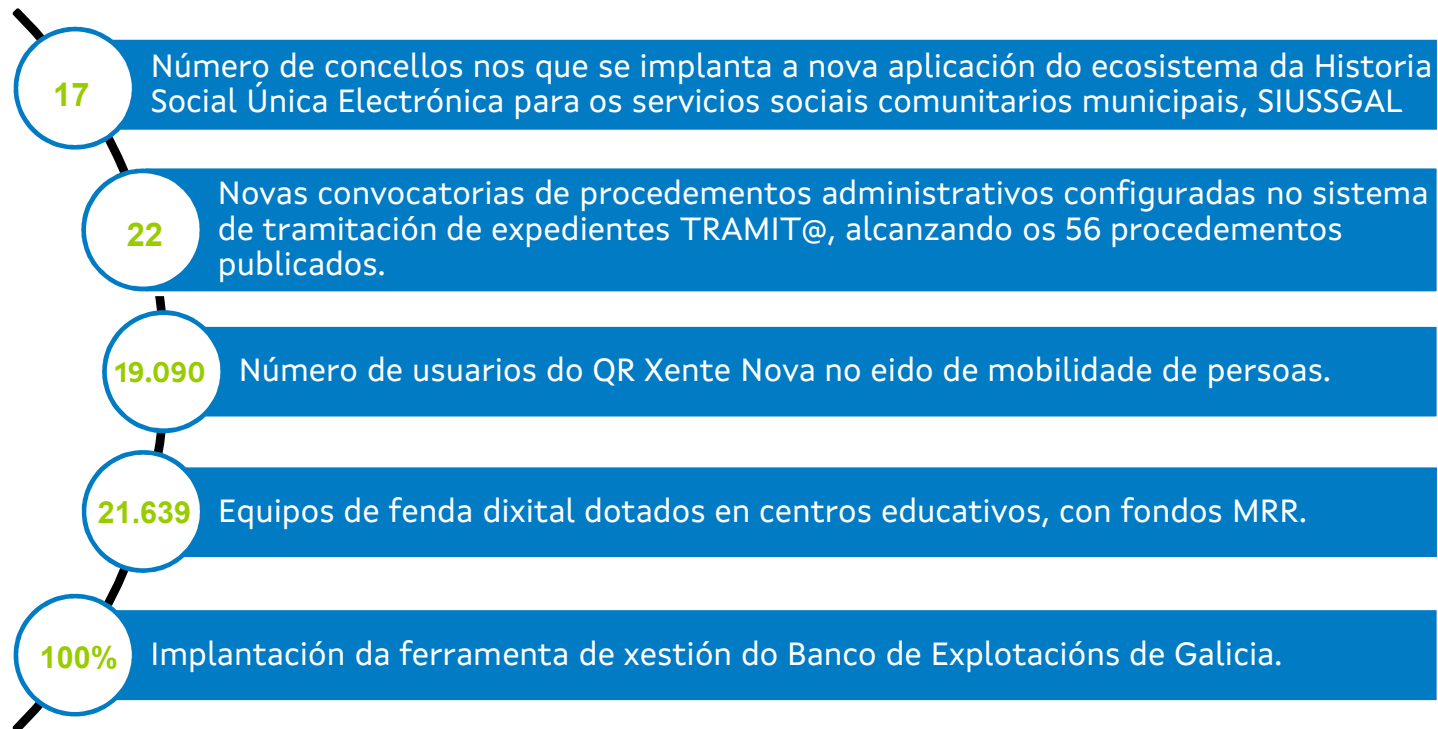 17
Número de concellos nos que se implanta a nova aplicación do ecosistema da Historia
Social Única Electrónica para os servicios sociais comunitarios municipais, SIUSSGAL
22
Novas convocatorias de procedementos administrativos configuradas no sistema
de tramitación de expedientes TRAMIT@, alcanzando os 56 procedementos
publicados.
19.090
Número de usuarios do QR Xente Nova no eido de mobilidade de persoas.
21.639
Equipos de fenda dixital dotados en centros educativos, con fondos MRR.
100%
Implantación da ferramenta de xestión do Banco de Explotacións de Galicia.